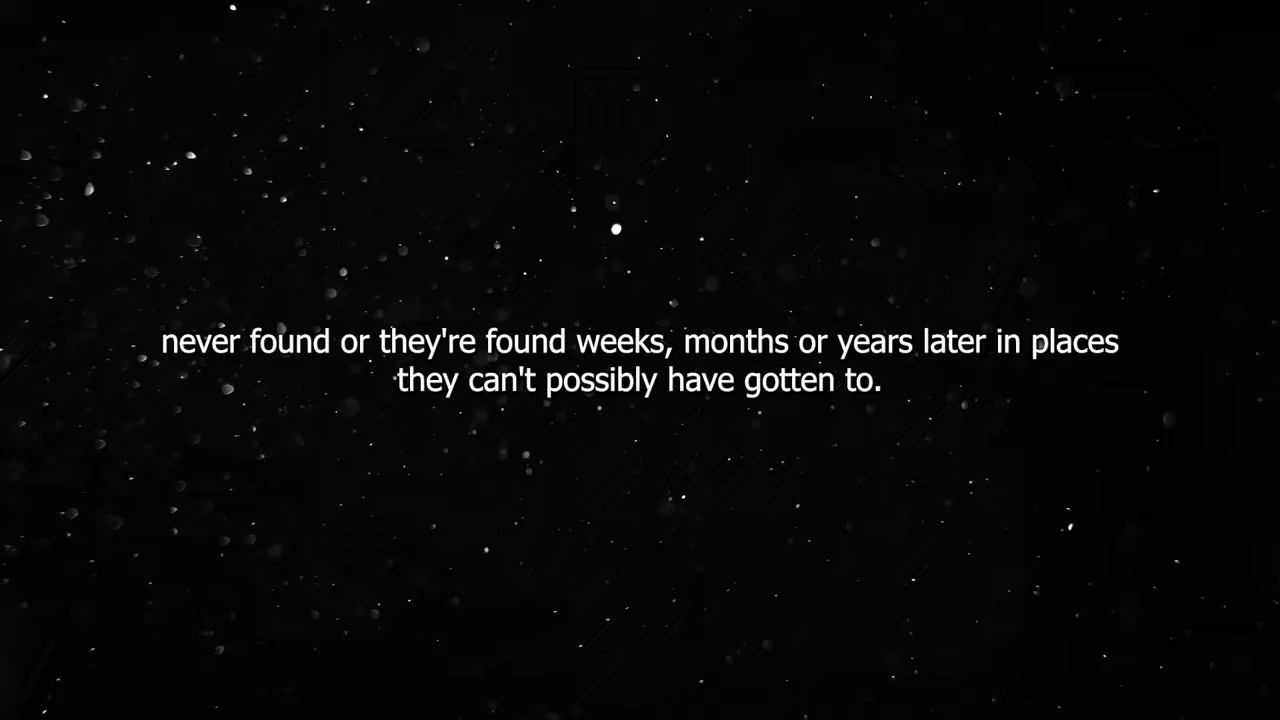 never found or they're found weeks, months or years later in places
they can't possibly have gotten to.